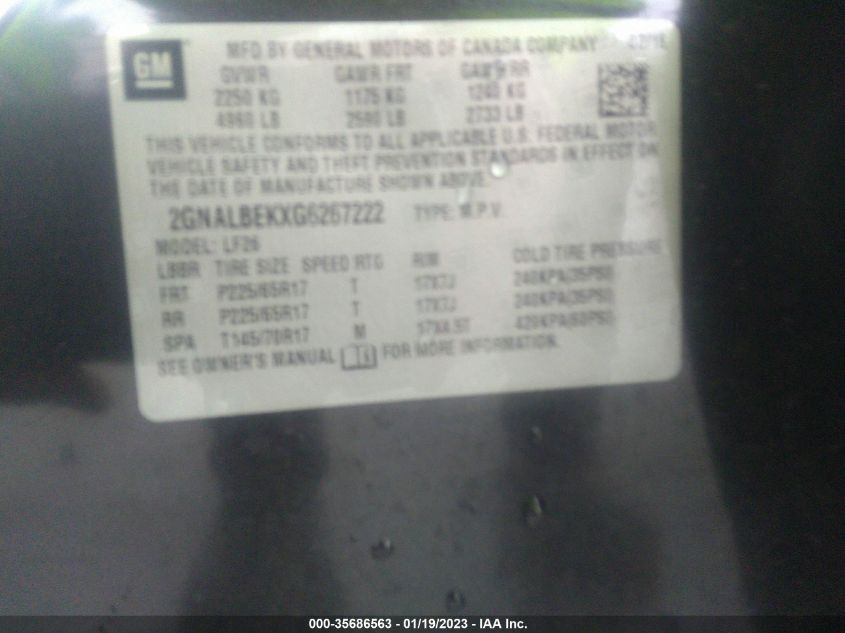 GM MFD BY GENERAL MOTORS OF CANADA COMPANY
GVWR GAWR FRT GAWR RR
2250 KG 1175 KG 1240 KG
4960 LB 2590 LB 2733 LB
THIS VEHICLE CONFORMS TO ALL APPLICABLE U.S. FEDERAL MOTOR
VEHICLE SAFETY AND THEFT PREVENTION STANDARDS IN EFFECT ON
THE DATE OF MANUFACTURE SHOWN ABOVE.
2GNALBEKXG6267222 TYPE: M.P.V.
MODEL: LF26
LBBR TIRE SIZE SPEED RTG RIM COLD TIRE PRESSURE
FRT P225/65R17 T 17X7J 240KPA(35PSI)
RR P225/65R17 T 17X7J 240KPA(35PSI)
SPA T145/70R17 M 17X4.5T 420KPA(60PSI)
SEE OWNER'S MANUAL FOR MORE INFORMATION.
000-35686563 - 01/19/2023 - IAA Inc.